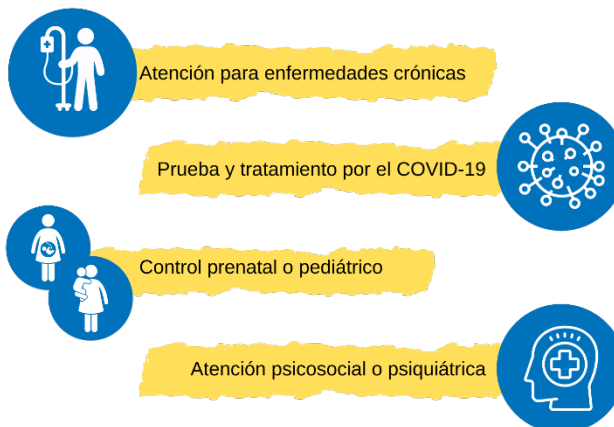 Atención para enfermedades crónicas
Prueba y tratamiento por el COVID-19
Control prenatal o pediátrico
Atención psicosocial o psiquiátrica